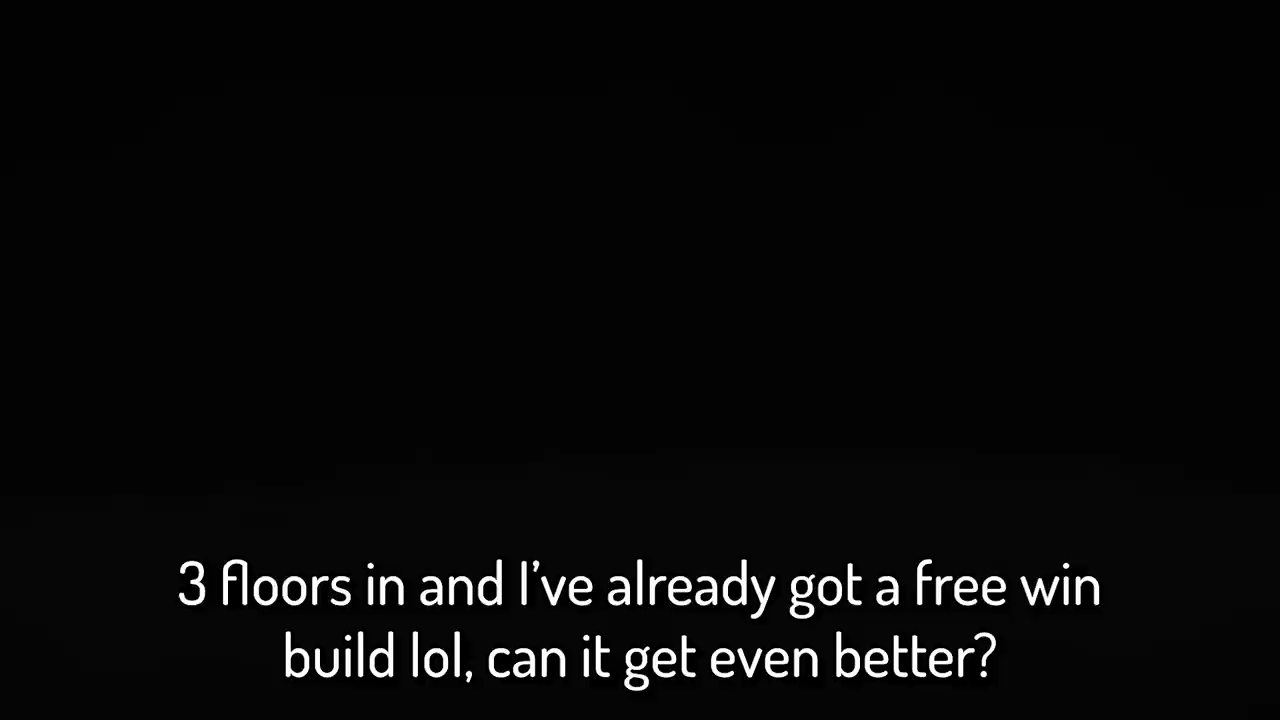 3 floors in and I’ve already got a free win
build lol, can it get even better?